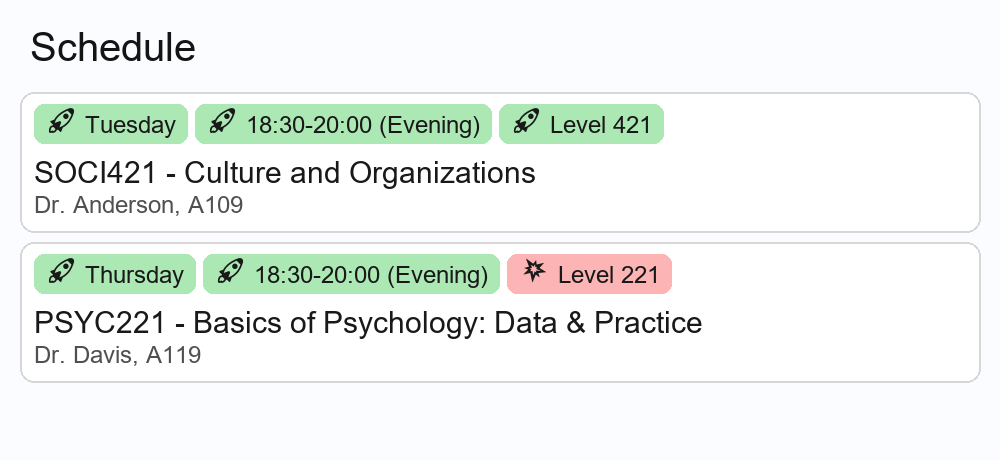 Schedule
Tuesday 18:30-20:00 (Evening) Level 421
SOCI421 - Culture and Organizations
Dr. Anderson, A109
Thursday 18:30-20:00 (Evening) Level 221
PSYC221 - Basics of Psychology: Data & Practice
Dr. Davis, A119